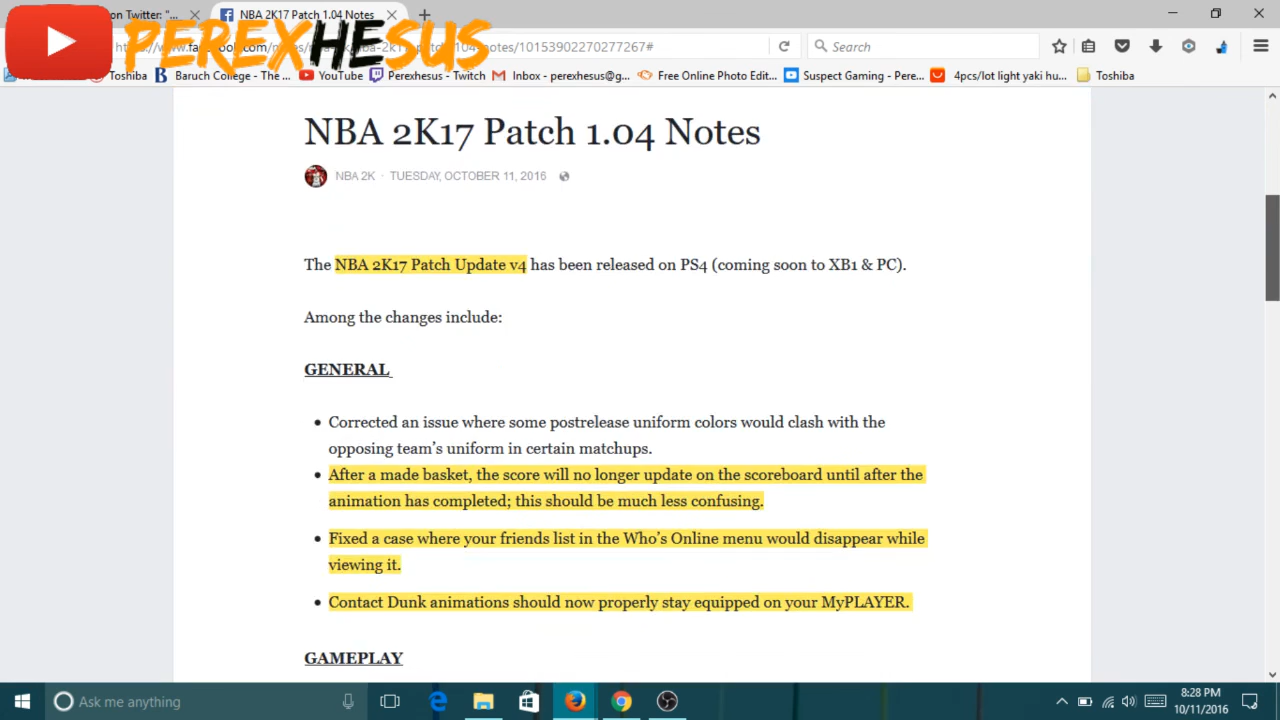 on Twitter: "...
NBA 2K17 Patch 1.04 Notes
PEREXHESUS
Search
Toshiba
Baruch College - The ...
YouTube
Perexhesus - Twitch
Inbox - perexhesus@g...
Free Online Photo Edit...
Suspect Gaming - Pere...
4pcs/lot light yaki hu...
Toshiba
NBA 2K17 Patch 1.04 Notes
NBA 2K · TUESDAY, OCTOBER 11, 2016
The NBA 2K17 Patch Update v4 has been released on PS4 (coming soon to XB1 & PC).
Among the changes include:
GENERAL
• Corrected an issue where some postrelease uniform colors would clash with the
opposing team's uniform in certain matchups.
• After a made basket, the score will no longer update on the scoreboard until after the
animation has completed; this should be much less confusing.
• Fixed a case where your friends list in the Who's Online menu would disappear while
viewing it.
• Contact Dunk animations should now properly stay equipped on your MyPLAYER.
GAMEPLAY
Ask me anything
8:28 PM
10/11/2016